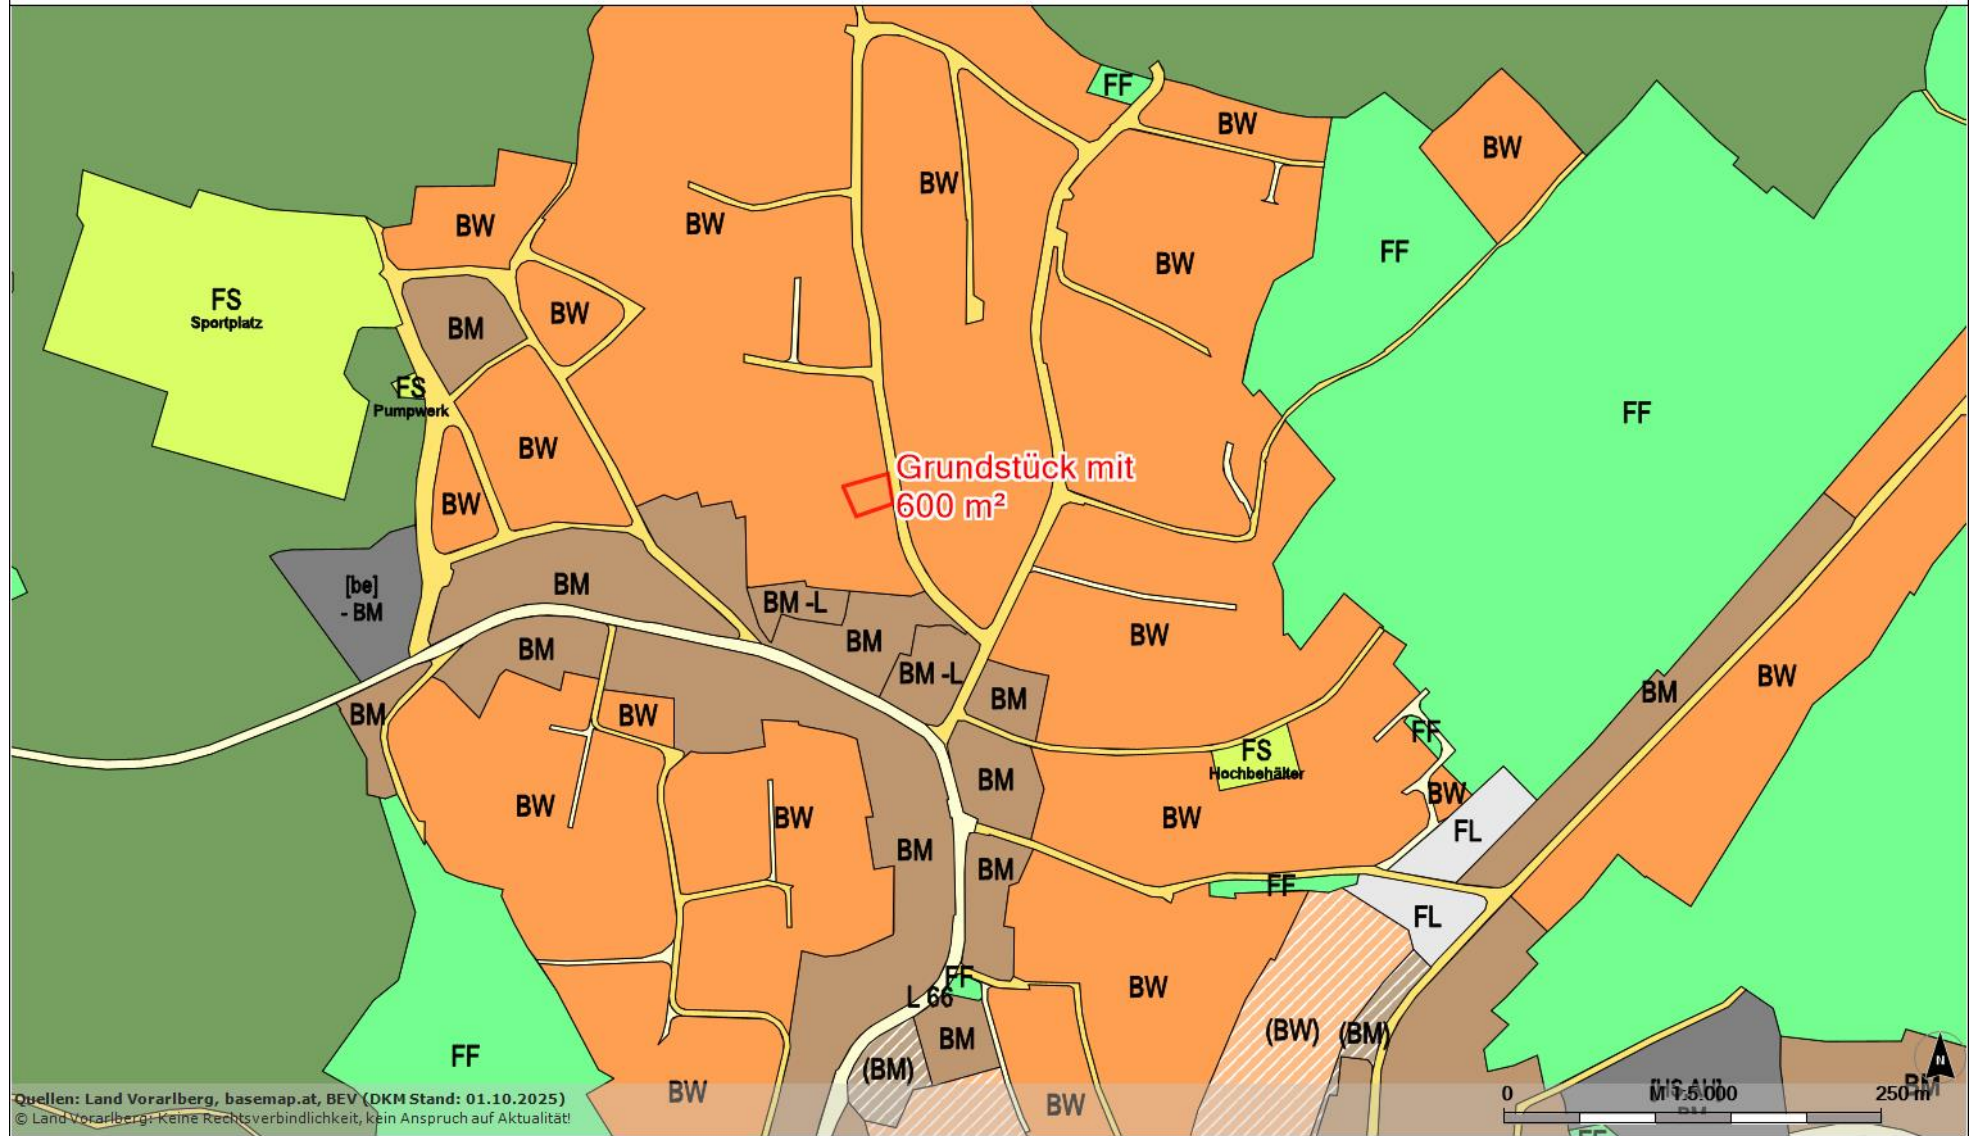 FF
BW
BW
BW
BW
BW
BW
FF
BW
FS
Sportplatz
BM
BW
FS
Pumpwerk
FF
BW
Grundstück mit
600 m²
BW
[be]
- BM
BM
BM -L
BM
BW
BM
BM -L
BM
BM
BW
BM
BW
FF
FS
Hochbehälter
BM
BW
BW
BW
BW
FL
BM
BM
FF
FL
FF
L 66
BW
(BW)
(BM)
BM
FF
(BM)
BW
BW
BM
N
0
M 1:5.000
250 m
Quellen: Land Vorarlberg, basemap.at, BEV (DKM Stand: 01.10.2025)
© Land Vorarlberg: Keine Rechtsverbindlichkeit, kein Anspruch auf Aktualität!
BM
FF